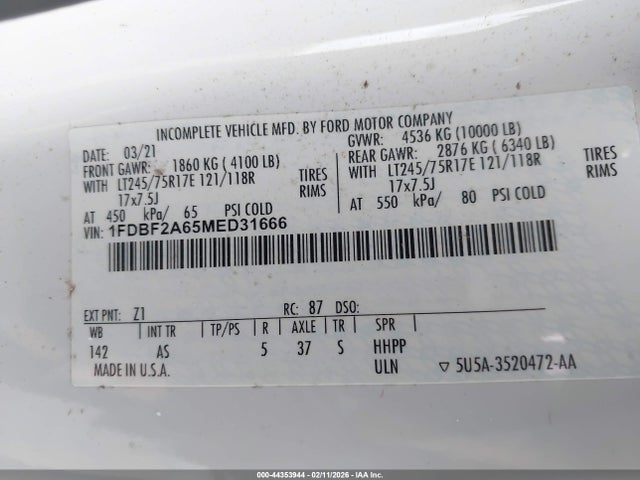 INCOMPLETE VEHICLE MFD. BY FORD MOTOR COMPANY
DATE: 03/21 GVWR: 4536 KG (10000 LB)
FRONT GAWR: 1860 KG ( 4100 LB) REAR GAWR: 2876 KG ( 6340 LB)
WITH LT245/75R17E 121/118R TIRES WITH LT245/75R17E 121/118R TIRES
17x7.5J RIMS 17x7.5J RIMS
AT 450 kPa/ 65 PSI COLD AT 550 kPa/ 80 PSI COLD
VIN: 1FDBF2A65MED31666
EXT PNT: Z1 RC: 87 DSO:
WB INT TR TP/PS R AXLE TR SPR
142 AS 5 37 S HHPP
MADE IN U.S.A. ULN ▽ 5U5A-3520472-AA
000-44353944 - 02/11/2026 - IAAI, Inc.